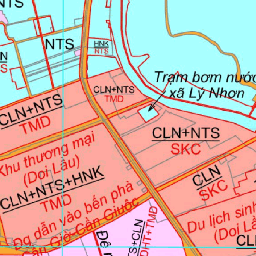 NTS
HNK
NTS
CLN+NTS
TMD
Trạm bơm nước
xã Lý Nhơn
CLN+NTS
TMD
CLN+NTS
SKC
Khu thương mại
(Doi Lầu)
CLN
SKC
CLN+NTS+HNK
TMD
Du lịch sinh
(Doi L
ng dẫn vào bến phà
Cần Giờ-Cần Giuộc